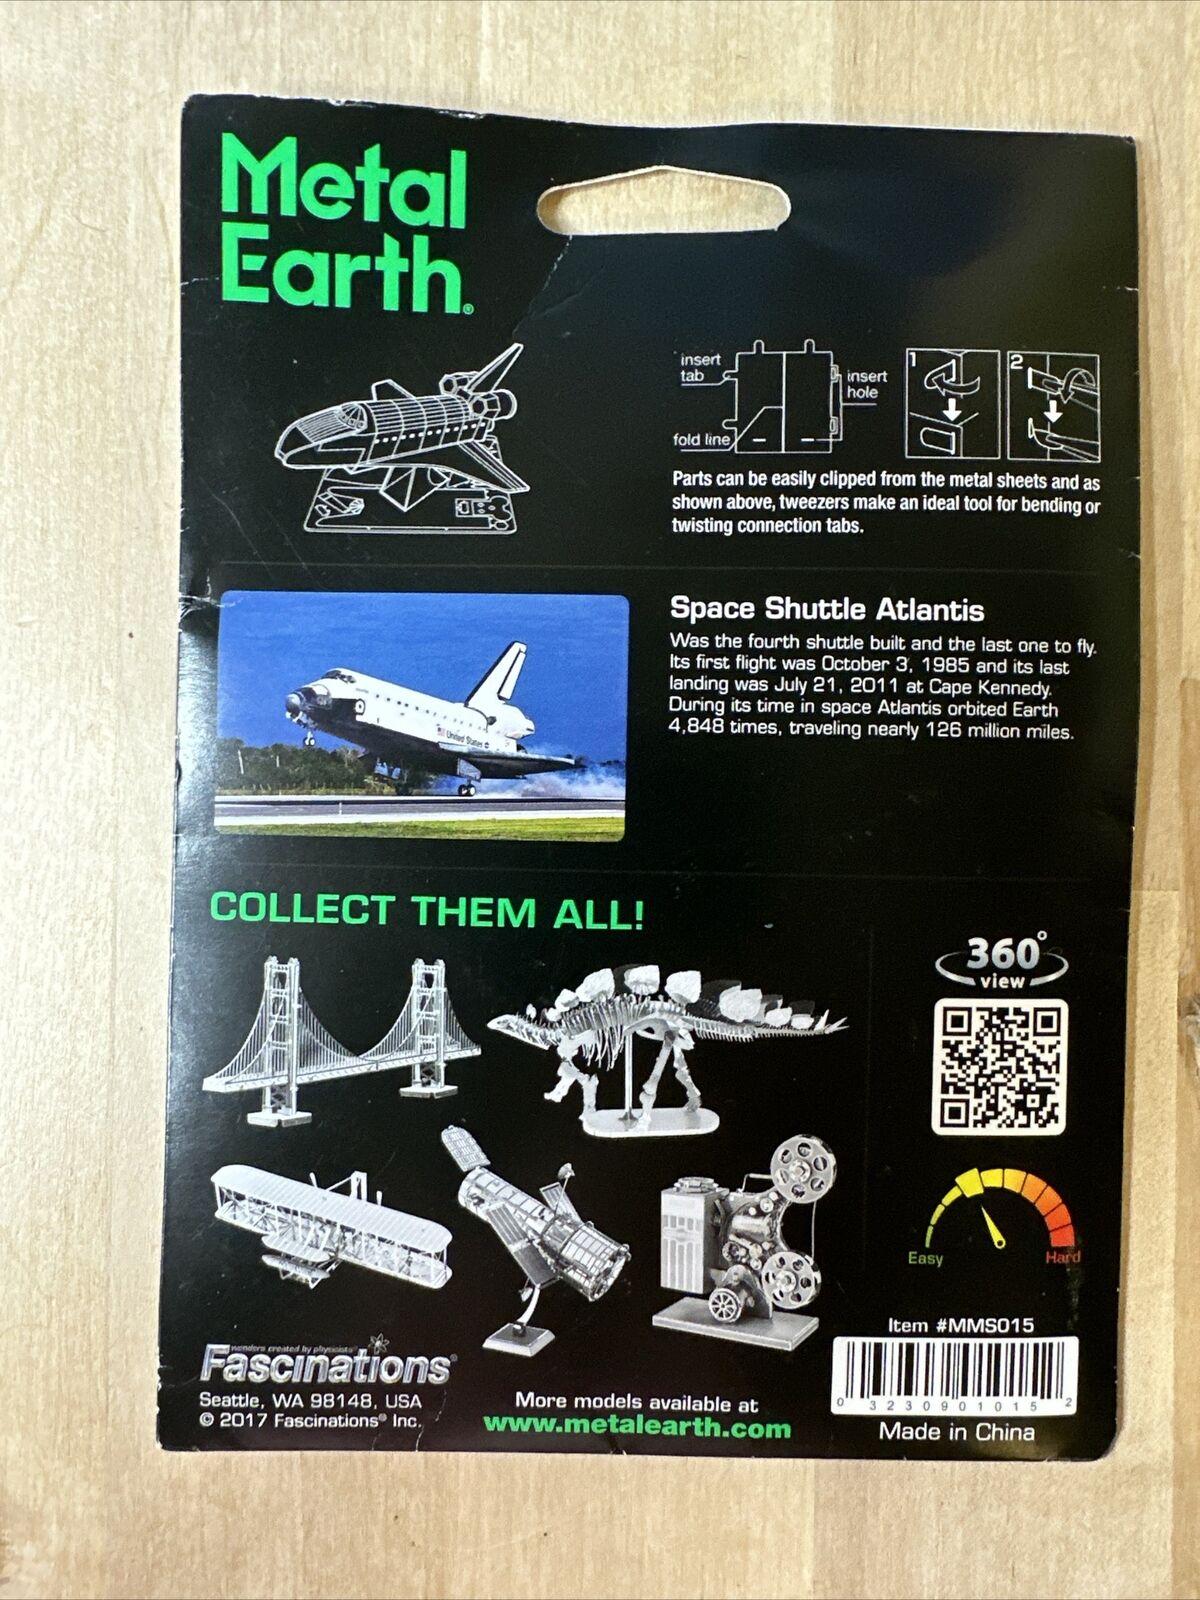 Metal
Earth®
insert
tab
insert
hole
fold line
1
2
Parts can be easily clipped from the metal sheets and as
shown above, tweezers make an ideal tool for bending or
twisting connection tabs.
United States
Space Shuttle Atlantis
Was the fourth shuttle built and the last one to fly.
Its first flight was October 3, 1985 and its last
landing was July 21, 2011 at Cape Kennedy.
During its time in space Atlantis orbited Earth
4,848 times, traveling nearly 126 million miles.
COLLECT THEM ALL!
360°
view
Easy
Hard
Item #MMS015
0 32309 01015 2
Made in China
wonders created by physicists™
Fascinations®
Seattle, WA 98148, USA
© 2017 Fascinations® Inc.
More models available at
www.metalearth.com